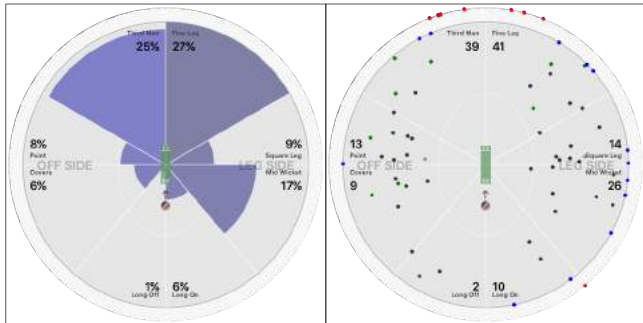 Third Man Fine Leg
25% 27%
8% 9%
Point Square Leg
OFF SIDE LEG SIDE
Covers Mid Wicket
6% 17%
1% 6%
Long Off Long On
Third Man Fine Leg
39 41
13 14
Point Square Leg
OFF SIDE LEG SIDE
Covers Mid Wicket
9 26
2 10
Long Off Long On